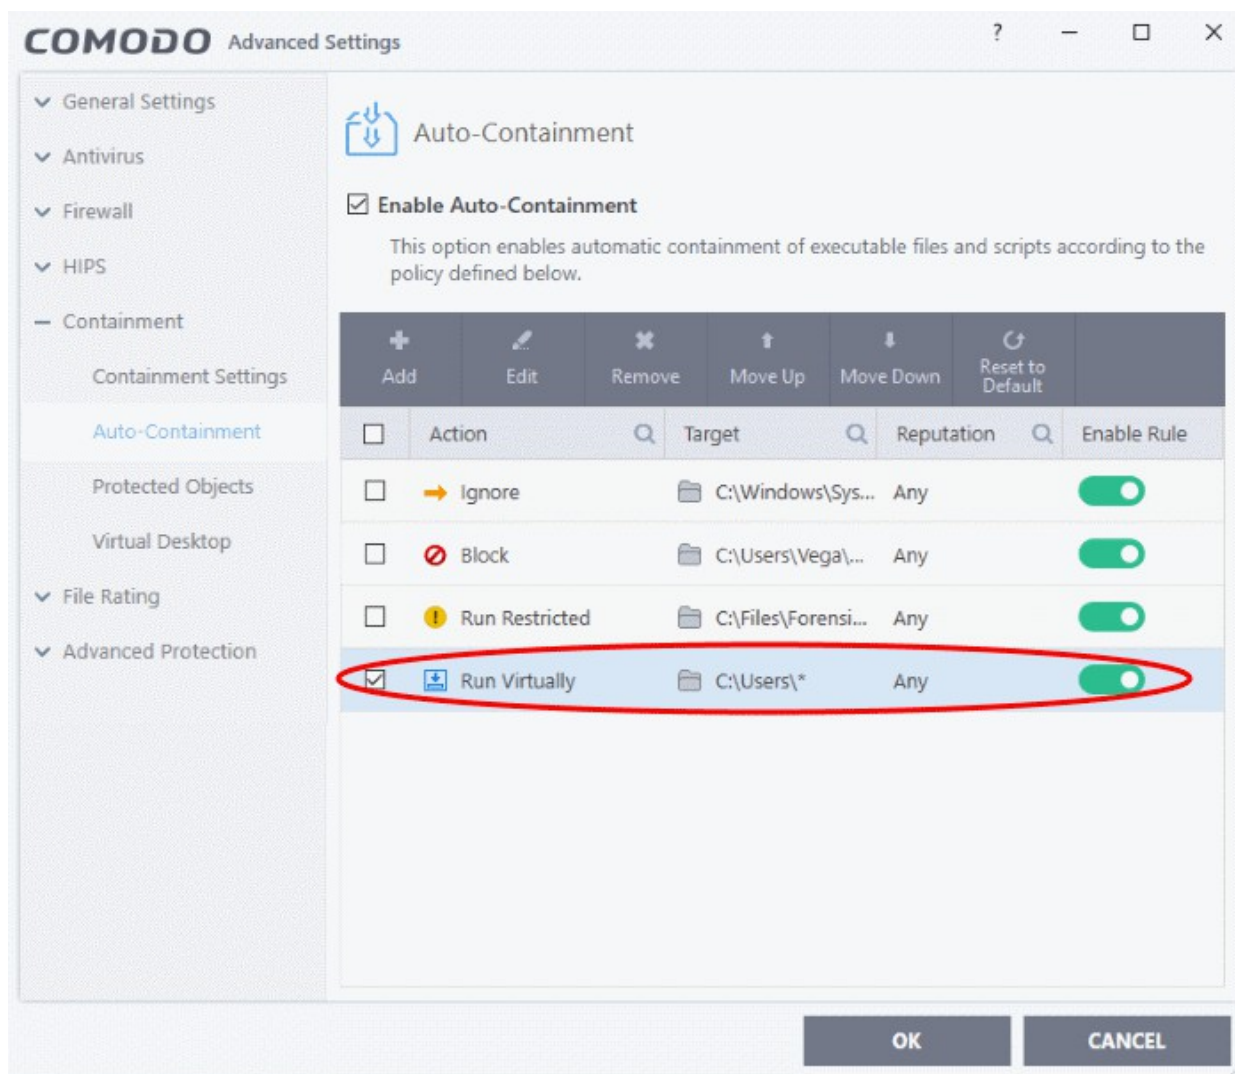 COMODO Advanced Settings ?
General Settings
Antivirus
Firewall
HIPS
Containment
Containment Settings
Auto-Containment
Protected Objects
Virtual Desktop
File Rating
Advanced Protection
Auto-Containment
Enable Auto-Containment
This option enables automatic containment of executable files and scripts according to the
policy defined below.
Add Edit Remove Move Up Move Down Reset to
Default
Action Target Reputation Enable Rule
Ignore C:\Windows\Sys... Any
Block C:\Users\Vega\... Any
Run Restricted C:\Files\Forensi... Any
Run Virtually C:\Users\* Any
OK CANCEL